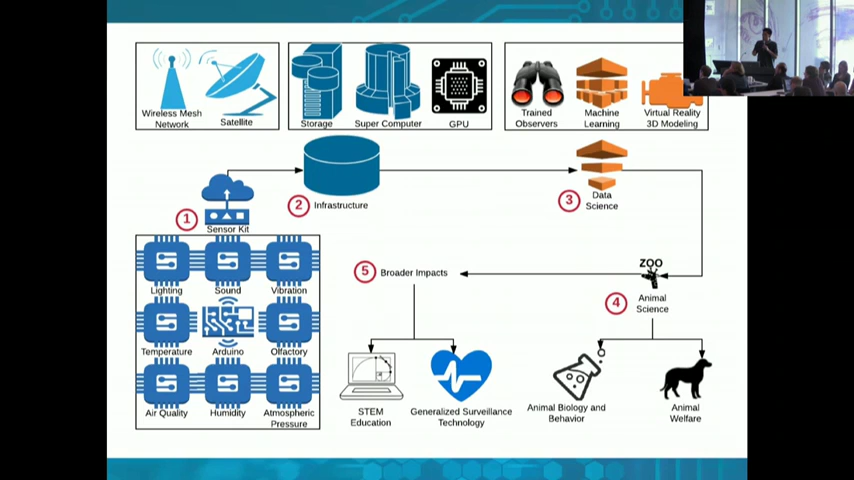 Wireless Mesh
Network
Satellite
Storage
Super Computer
GPU
Trained
Observers
Machine
Learning
Virtual Reality
3D Modeling
1
Sensor Kit
2
Infrastructure
3
Data
Science
Lighting
Sound
Vibration
Temperature
Arduino
Olfactory
Air Quality
Humidity
Atmospheric
Pressure
5
Broader Impacts
ZOO
4
Animal
Science
STEM
Education
Generalized Surveillance
Technology
Animal Biology and
Behavior
Animal
Welfare